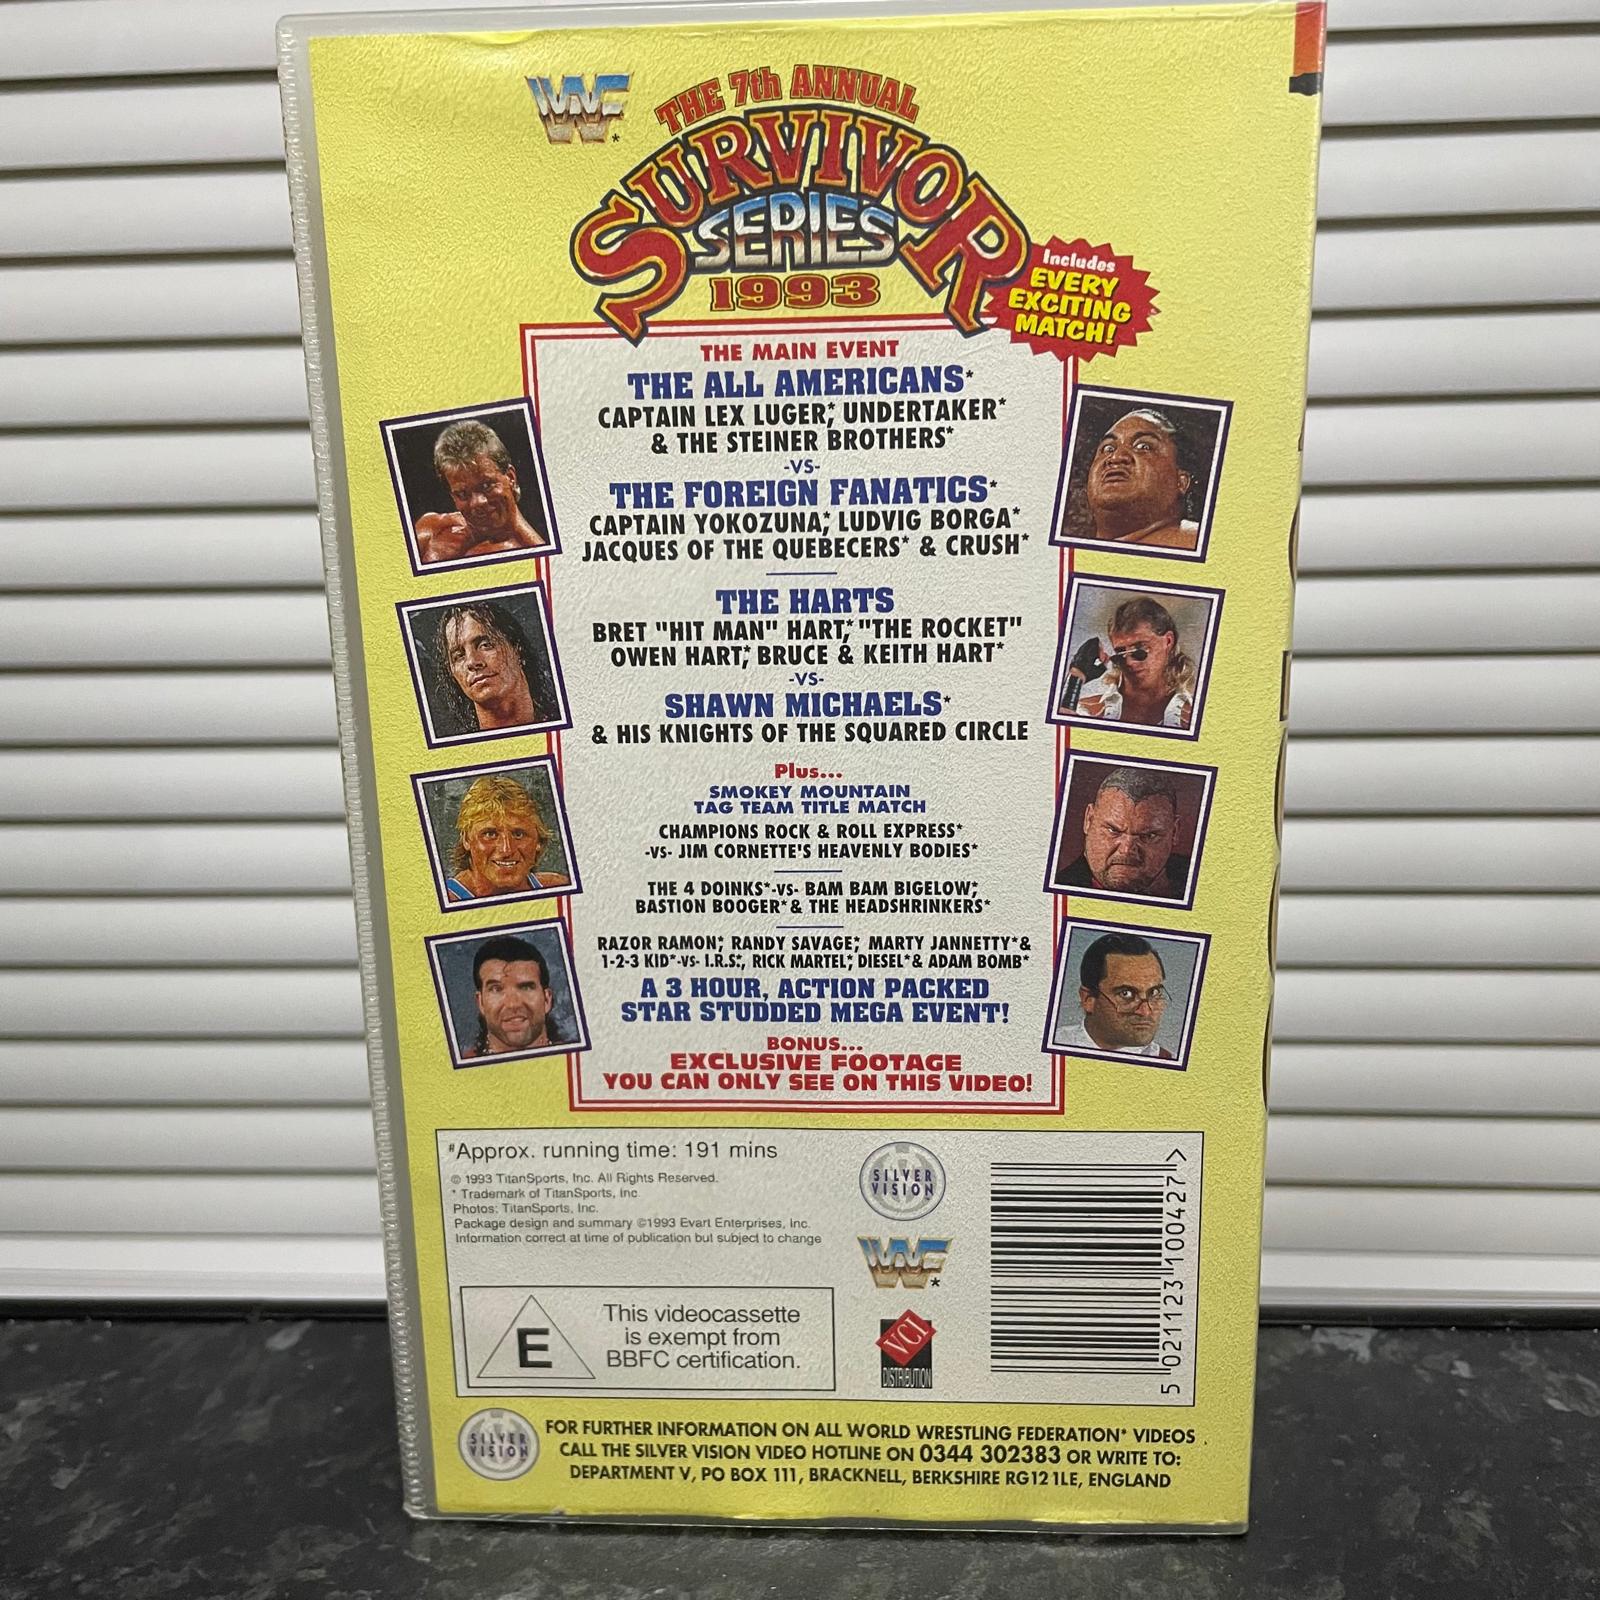 WF*
THE 7th ANNUAL
SURVIVOR
SERIES
1993
Includes
EVERY
EXCITING
MATCH!
THE MAIN EVENT
THE ALL AMERICANS*
CAPTAIN LEX LUGER,* UNDERTAKER*
& THE STEINER BROTHERS*
-VS-
THE FOREIGN FANATICS*
CAPTAIN YOKOZUNA,* LUDVIG BORGA*
JACQUES OF THE QUEBECERS* & CRUSH*
THE HARTS
BRET "HIT MAN" HART,* "THE ROCKET"
OWEN HART,* BRUCE & KEITH HART*
-VS-
SHAWN MICHAELS*
& HIS KNIGHTS OF THE SQUARED CIRCLE
Plus...
SMOKEY MOUNTAIN
TAG TEAM TITLE MATCH
CHAMPIONS ROCK & ROLL EXPRESS*
-VS- JIM CORNETTE'S HEAVENLY BODIES*
THE 4 DOINKS*-VS- BAM BAM BIGELOW,*
BASTION BOOGER* & THE HEADSHRINKERS*
RAZOR RAMON,* RANDY SAVAGE,* MARTY JANNETTY*&
1-2-3 KID*-VS- I.R.S.*, RICK MARTEL,* DIESEL*& ADAM BOMB*
A 3 HOUR, ACTION PACKED
STAR STUDDED MEGA EVENT!
BONUS...
EXCLUSIVE FOOTAGE
YOU CAN ONLY SEE ON THIS VIDEO!
#Approx. running time: 191 mins
© 1993 TitanSports, Inc. All Rights Reserved.
* Trademark of TitanSports, Inc.
Photos: TitanSports, Inc.
Package design and summary ©1993 Evart Enterprises, Inc.
Information correct at time of publication but subject to change
SILVER
VISION
WF*
VCI
DISTRIBUTION
E
This videocassette
is exempt from
BBFC certification.
5 021123 100427 >
SILVER
VISION
FOR FURTHER INFORMATION ON ALL WORLD WRESTLING FEDERATION* VIDEOS
CALL THE SILVER VISION VIDEO HOTLINE ON 0344 302383 OR WRITE TO:
DEPARTMENT V, PO BOX 111, BRACKNELL, BERKSHIRE RG12 1LE, ENGLAND